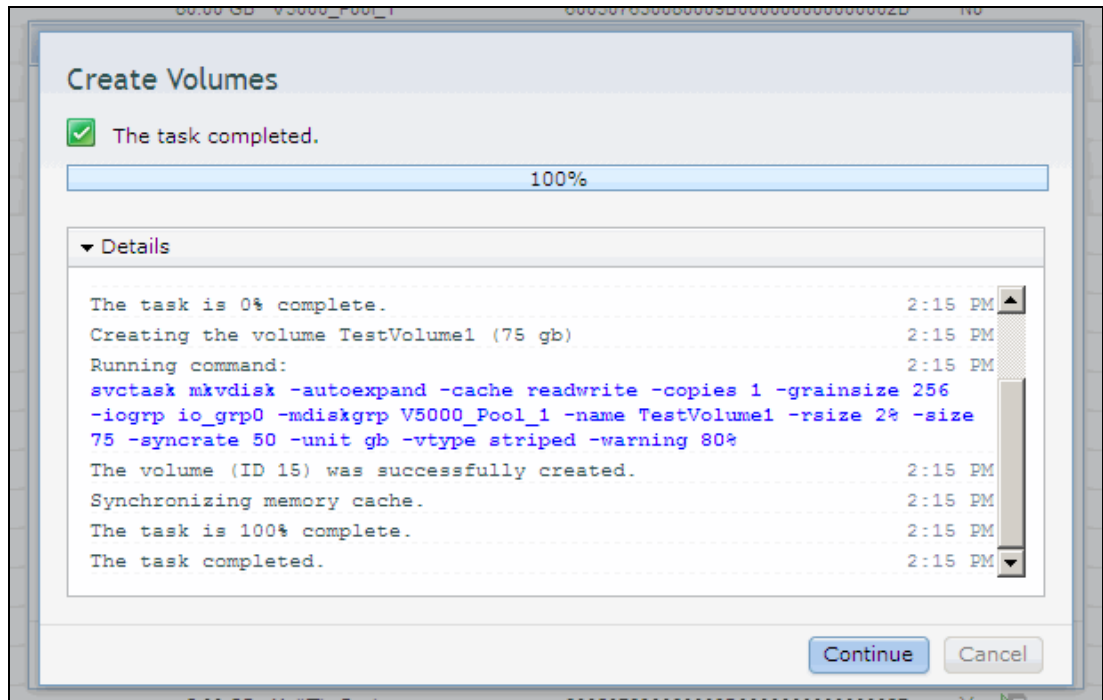 Create Volumes
The task completed.
100%
Details
The task is 0% complete. 2:15 PM
Creating the volume TestVolume1 (75 gb) 2:15 PM
Running command: 2:15 PM
svctask mkvdisk -autoexpand -cache readwrite -copies 1 -grainsize 256
-iogrp io_grp0 -mdiskgrp V5000_Pool_1 -name TestVolume1 -rsize 2% -size
75 -syncrate 50 -unit gb -vtype striped -warning 80%
The volume (ID 15) was successfully created. 2:15 PM
Synchronizing memory cache. 2:15 PM
The task is 100% complete. 2:15 PM
The task completed. 2:15 PM
Continue Cancel